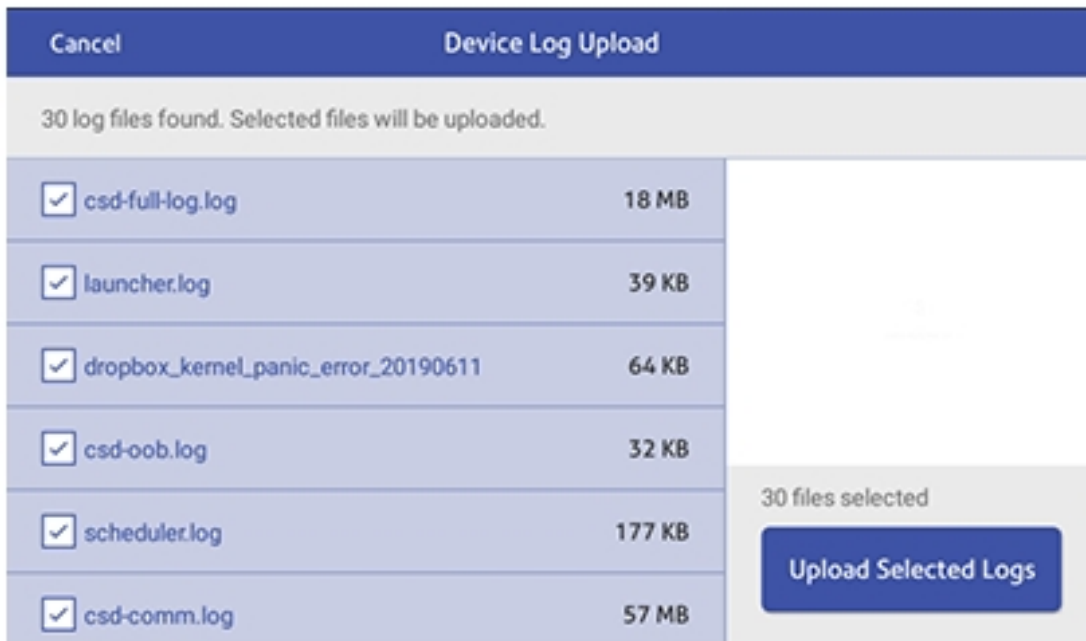 Cancel
Device Log Upload
30 log files found. Selected files will be uploaded.
csd-full-log.log 18 MB
launcher.log 39 KB
dropbox_kernel_panic_error_20190611 64 KB
csd-oob.log 32 KB
scheduler.log 177 KB
csd-comm.log 57 MB
30 files selected
Upload Selected Logs